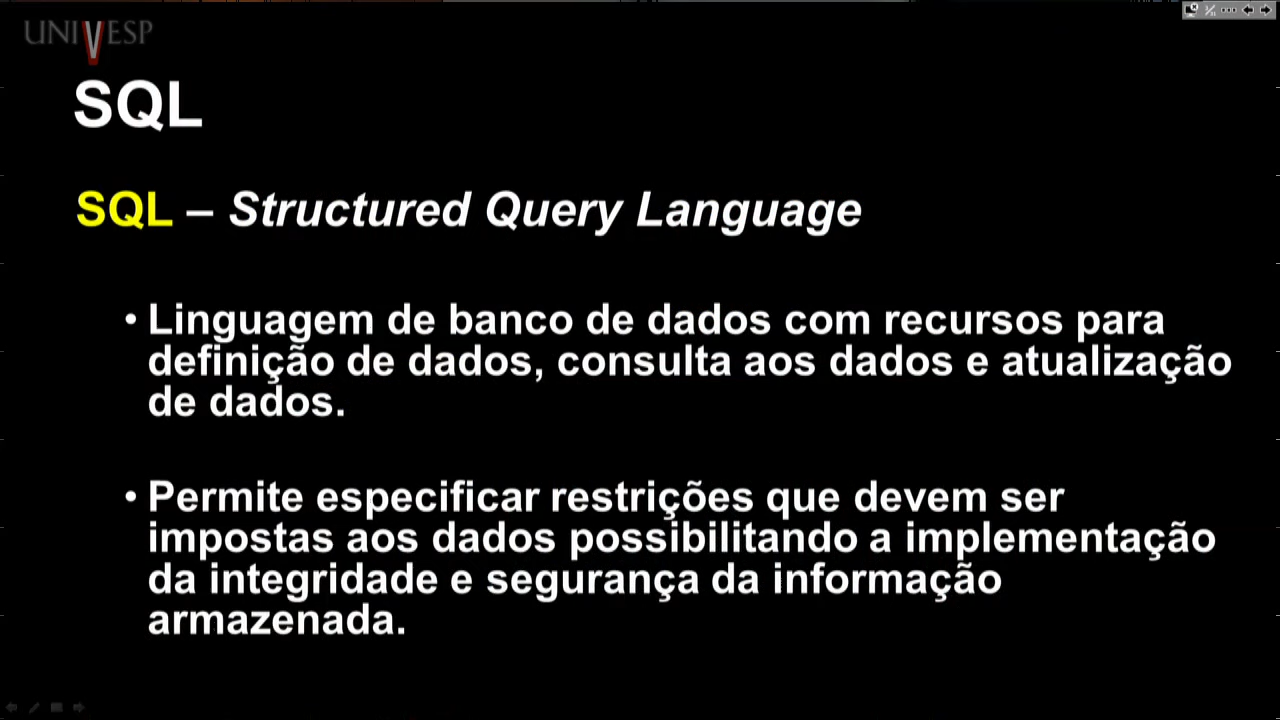 UNIVESP
SQL
SQL – Structured Query Language
• Linguagem de banco de dados com recursos para
definição de dados, consulta aos dados e atualização
de dados.
• Permite especificar restrições que devem ser
impostas aos dados possibilitando a implementação
da integridade e segurança da informação
armazenada.